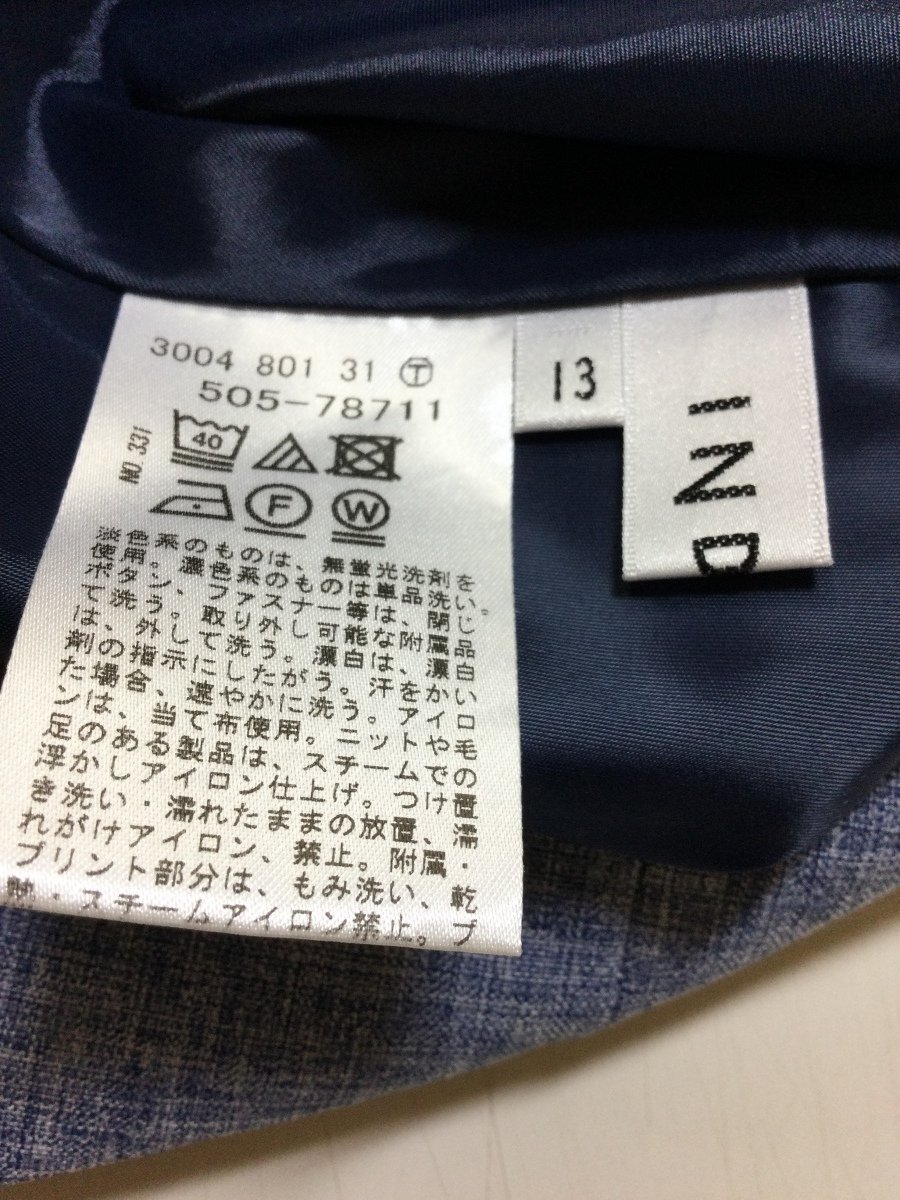 3004 801 31 Ⓣ
505-78711
NO.331
40
F
W
淡色系のものは、無蛍光洗剤を
使用。濃色系のものは単品洗い。
ボタン、ファスナー等は、閉じ
て洗う。取り外し可能な附属品
は、外して洗う。漂白は、漂白
剤の指示にしたがう。汗をかい
た場合、速やかに洗う。アイロ
ンは、当て布使用。ニットや毛
足のある製品は、スチームでの
浮かしアイロン仕上げ。つけ置
き洗い・濡れたままの放置、濡
れがけアイロン、禁止。附属・
プリント部分は、もみ洗い、乾
・スチームアイロン禁止。プ
13
IND